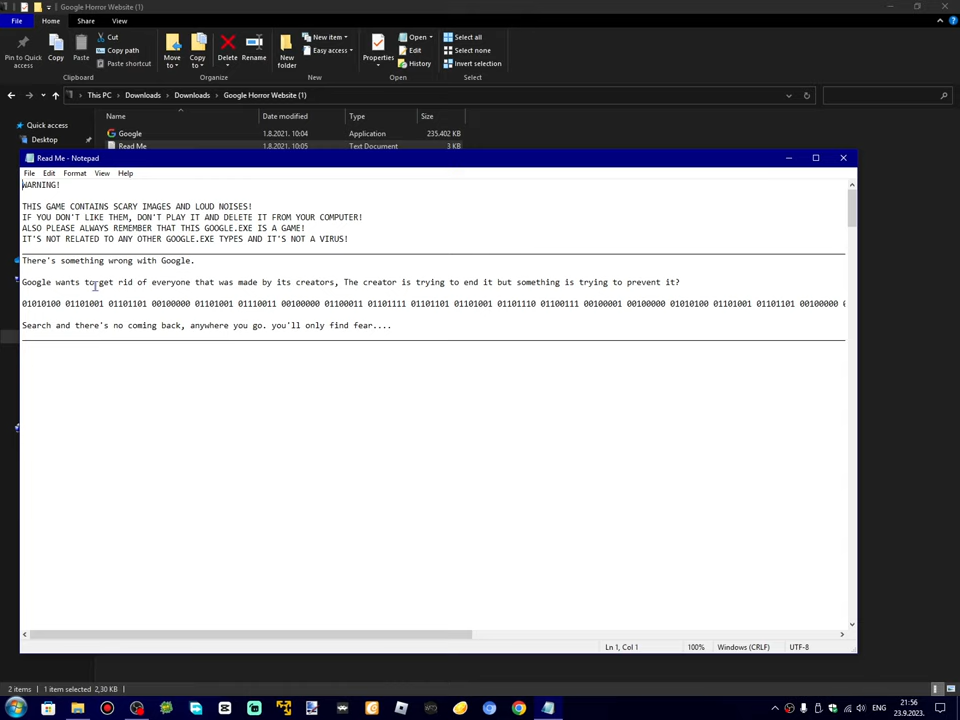 Google Horror Website (1)
File Home Share View
Pin to Quick access
Copy
Paste
Cut
Copy path
Paste shortcut
Clipboard
Move to
Copy to
Delete
Rename
Organize
New folder
New item
Easy access
New
Properties
Open
Edit
History
Open
Select all
Select none
Invert selection
Select
This PC > Downloads > Downloads > Google Horror Website (1)
Name Date modified Type Size
Quick access
Desktop
Google 1.8.2021. 10:04 Application 235.402 KB
Read Me 1.8.2021. 10:05 Text Document 3 KB
Read Me - Notepad
File Edit Format View Help
WARNING!
THIS GAME CONTAINS SCARY IMAGES AND LOUD NOISES!
IF YOU DON'T LIKE THEM, DON'T PLAY IT AND DELETE IT FROM YOUR COMPUTER!
ALSO PLEASE ALWAYS REMEMBER THAT THIS GOOGLE.EXE IS A GAME!
IT'S NOT RELATED TO ANY OTHER GOOGLE.EXE TYPES AND IT'S NOT A VIRUS!
There's something wrong with Google.
Google wants to get rid of everyone that was made by its creators, The creator is trying to end it but something is trying to prevent it?
01010100 01101001 01101101 00100000 01101001 01110011 00100000 01100011 01101111 01101101 01101001 01101110 01100111 00100001 00100000 01010100 01101001 01101101 00100000 0
Search and there's no coming back, anywhere you go. you'll only find fear....
Ln 1, Col 1 100% Windows (CRLF) UTF-8
2 items 1 item selected 2,30 KB
ENG
21:56
23.9.2023.